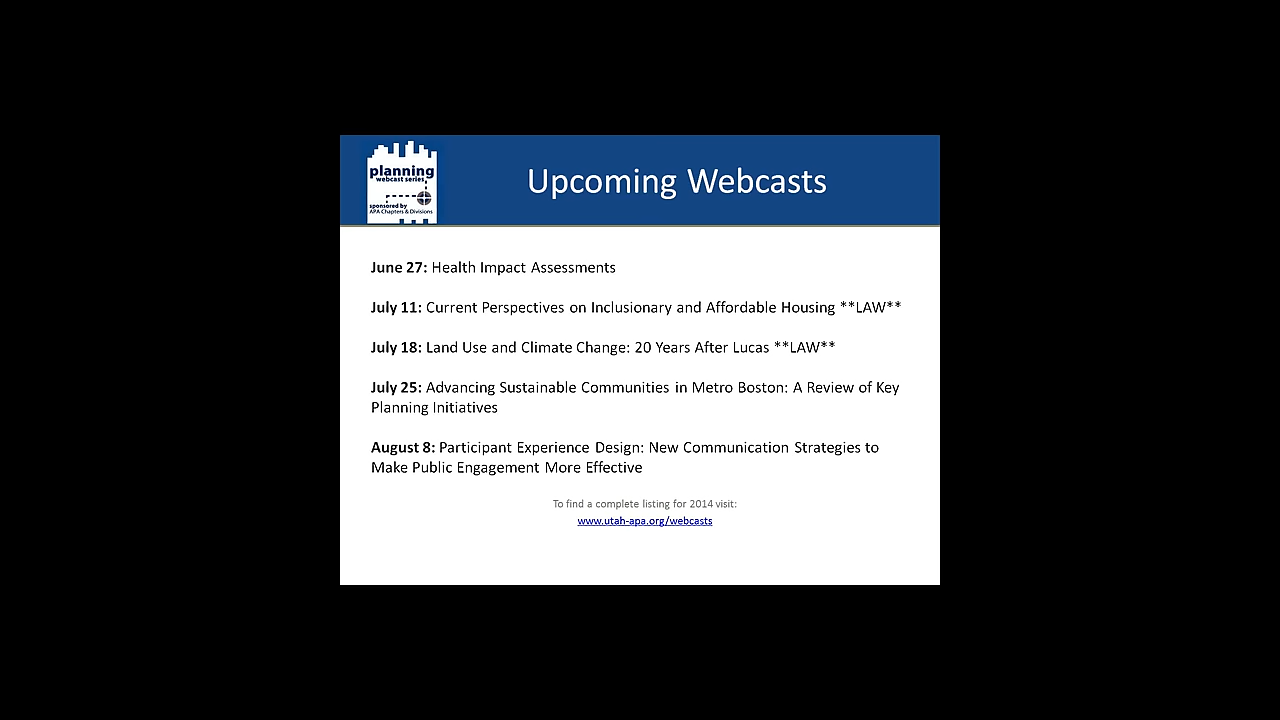 planning
webcast series
sponsored by
APA Chapters & Divisions
Upcoming Webcasts
June 27: Health Impact Assessments
July 11: Current Perspectives on Inclusionary and Affordable Housing **LAW**
July 18: Land Use and Climate Change: 20 Years After Lucas **LAW**
July 25: Advancing Sustainable Communities in Metro Boston: A Review of Key
Planning Initiatives
August 8: Participant Experience Design: New Communication Strategies to
Make Public Engagement More Effective
To find a complete listing for 2014 visit:
www.utah-apa.org/webcasts